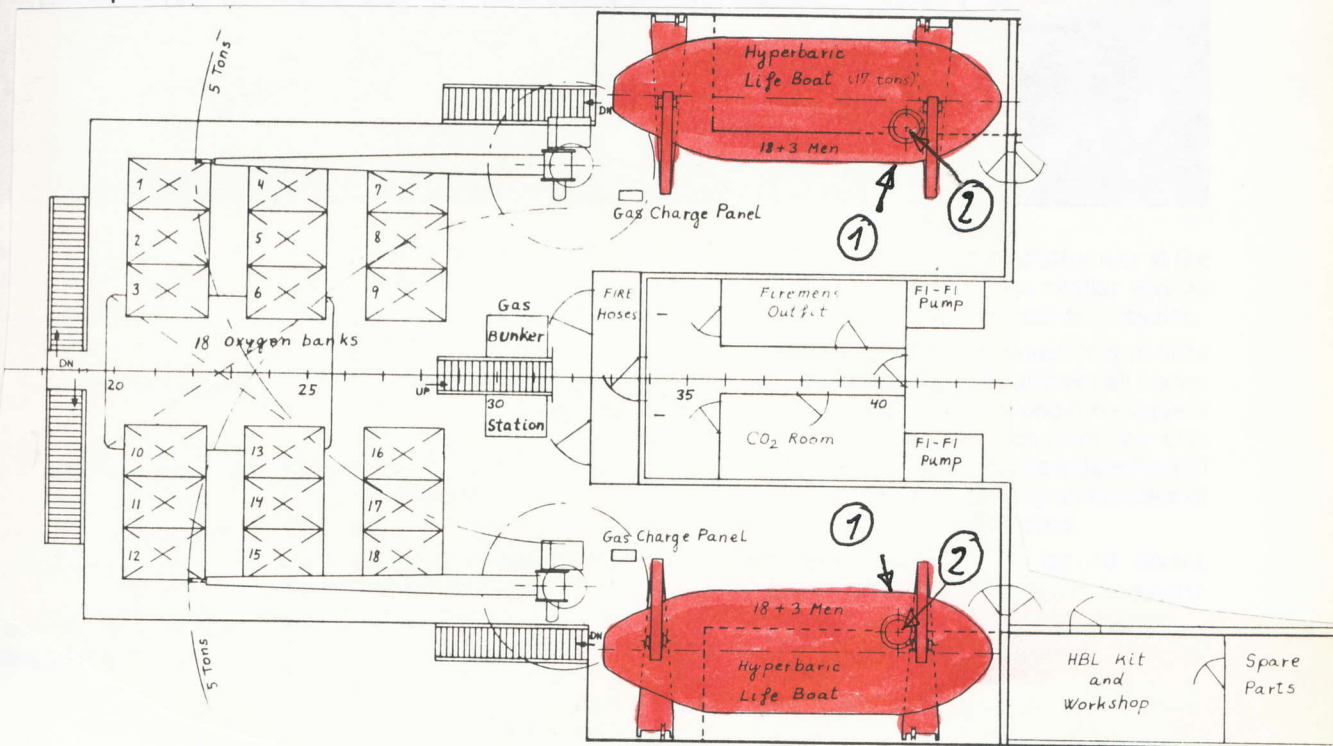 5 Tons
Hyperbaric
Life Boat (17 tons)
DN
18+3 Men
1
2
Gas Charge Panel
1
4
7
2
5
8
3
6
9
Gas
Bunker
FIRE
Hoses
Firemens
Outfit
FI-FI
Pump
18 oxygen banks
DN
20
25
UP
30
35
40
Station
CO2 Room
FI-FI
Pump
10
13
16
11
14
17
12
15
18
Gas Charge Panel
1
2
5 Tons
DN
18+3 Men
Hyperbaric
Life Boat
HBL Kit
and
Workshop
Spare
Parts